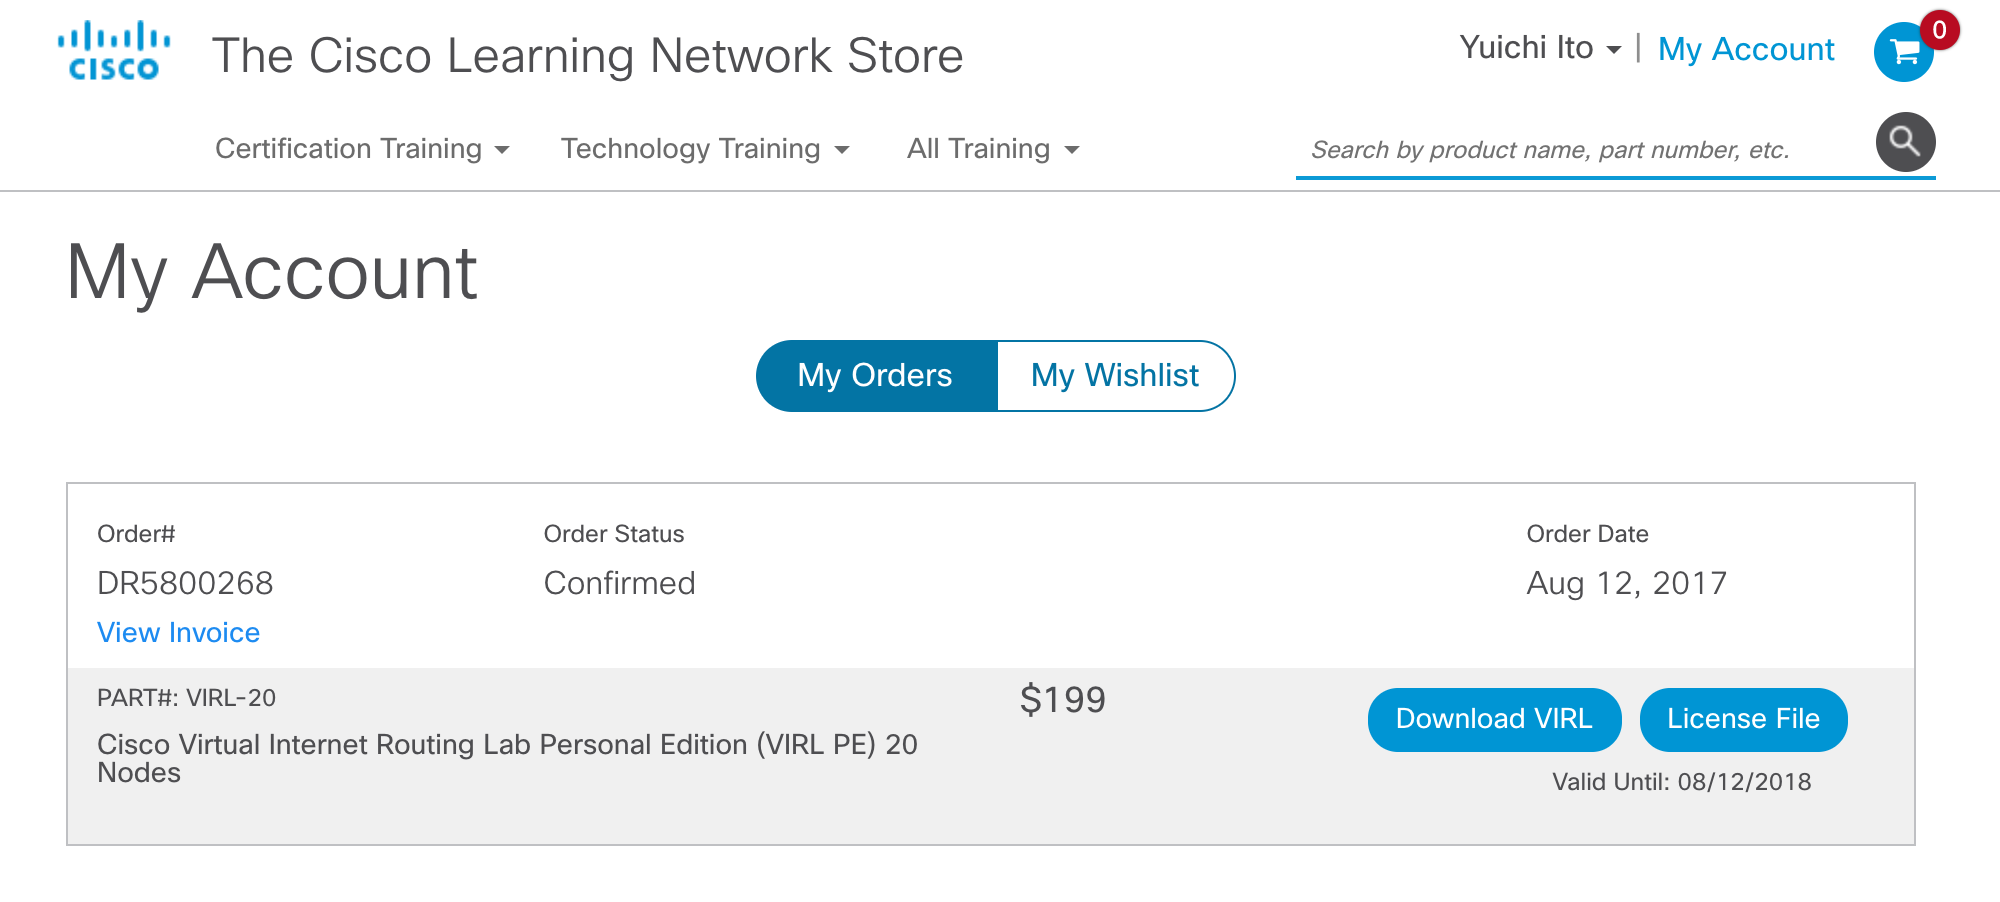 CISCO
The Cisco Learning Network Store
Yuichi Ito | My Account
0
Certification Training
Technology Training
All Training
Search by product name, part number, etc.
My Account
My Orders
My Wishlist
Order#
Order Status
Order Date
DR5800268
Confirmed
Aug 12, 2017
View Invoice
PART#: VIRL-20
$199
Download VIRL
License File
Cisco Virtual Internet Routing Lab Personal Edition (VIRL PE) 20
Nodes
Valid Until: 08/12/2018